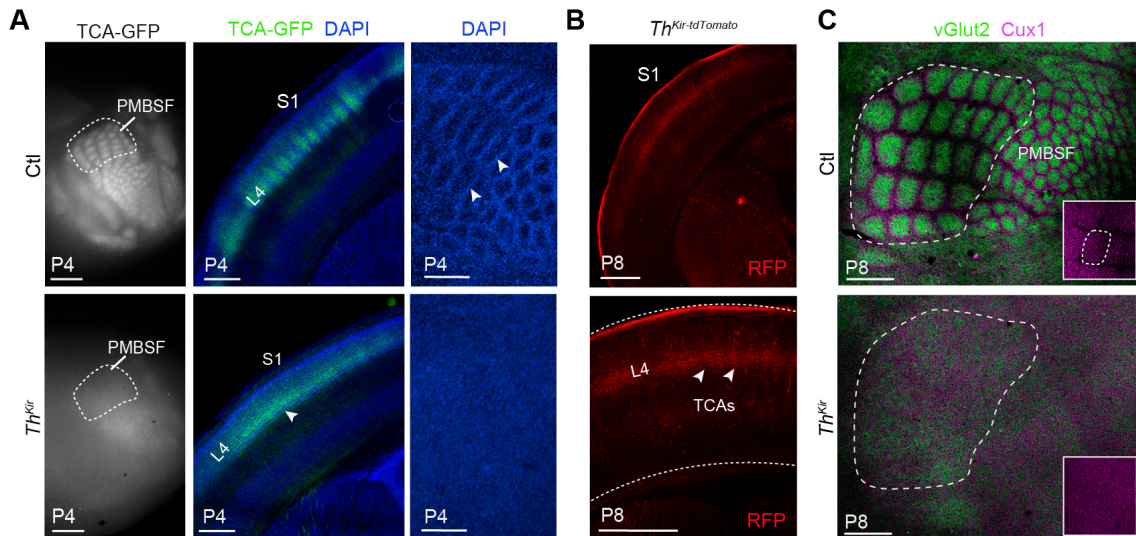 A
TCA-GFP
TCA-GFP DAPI
DAPI
Ctl
PMBSF
P4
S1
L4
P4
P4
Th^Kir
PMBSF
P4
S1
L4
P4
P4
B
Th^Kir-tdTomato
S1
P8
RFP
L4
TCAs
P8
RFP
C
vGlut2 Cux1
Ctl
PMBSF
P8
Th^Kir
P8